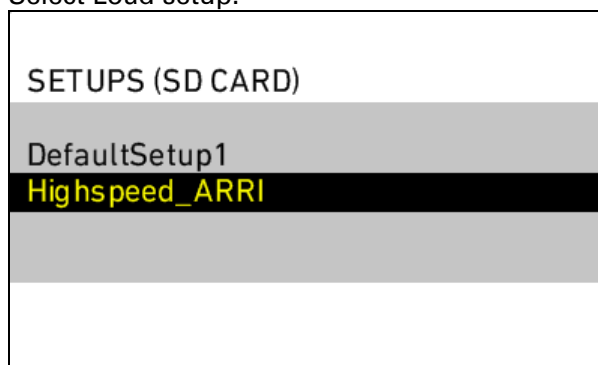 Select Load setup.
SETUPS (SD CARD)
DefaultSetup1
Highspeed_ARRI